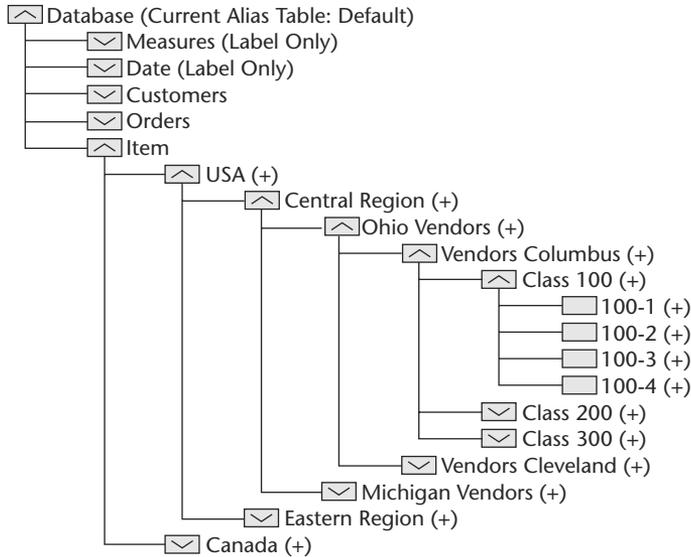 Database (Current Alias Table: Default)
Measures (Label Only)
Date (Label Only)
Customers
Orders
Item
USA (+)
Central Region (+)
Ohio Vendors (+)
Vendors Columbus (+)
Class 100 (+)
100-1 (+)
100-2 (+)
100-3 (+)
100-4 (+)
Class 200 (+)
Class 300 (+)
Vendors Cleveland (+)
Michigan Vendors (+)
Eastern Region (+)
Canada (+)